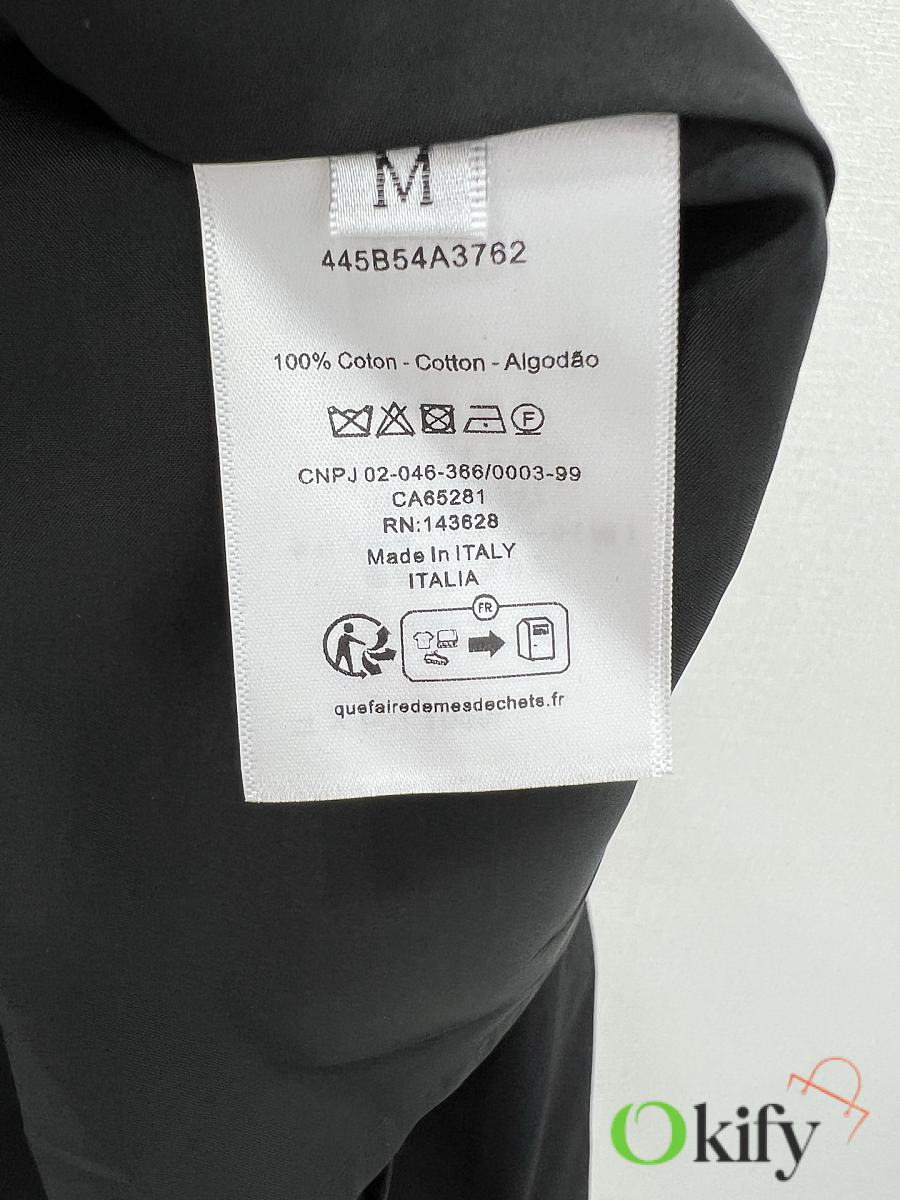 M
445B54A3762
100% Coton - Cotton - Algodão
F
CNPJ 02-046-366/0003-99
CA65281
RN:143628
Made In ITALY
ITALIA
FR
quefairedemesdechets.fr
Okify